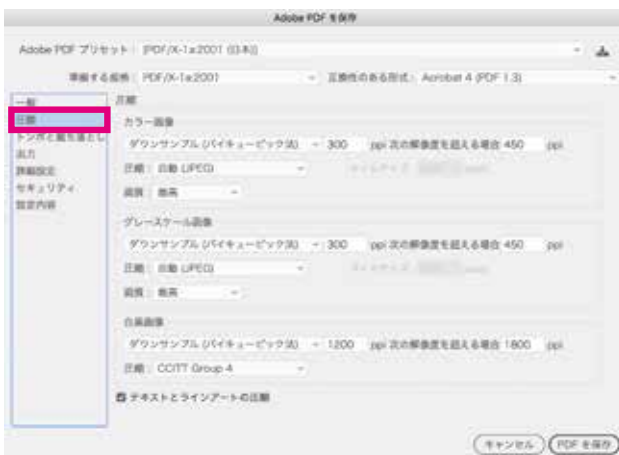 Adobe PDF を保存
Adobe PDF プリセット: [PDF/X-1a:2001 (日本)]
準拠する規格: PDF/X-1a:2001 互換性のある形式: Acrobat 4 (PDF 1.3)
一般
圧縮
トンボと裁ち落とし
出力
詳細設定
セキュリティ
設定内容
圧縮
カラー画像
ダウンサンプル (バイキュービック法) 300 ppi 次の解像度を超える場合 450 ppi
圧縮: 自動 (JPEG)
画質: 最高
グレースケール画像
ダウンサンプル (バイキュービック法) 300 ppi 次の解像度を超える場合 450 ppi
圧縮: 自動 (JPEG)
画質: 最高
白黒画像
ダウンサンプル (バイキュービック法) 1200 ppi 次の解像度を超える場合 1800 ppi
圧縮: CCITT Group 4
テキストとラインアートの圧縮
キャンセル PDF を保存